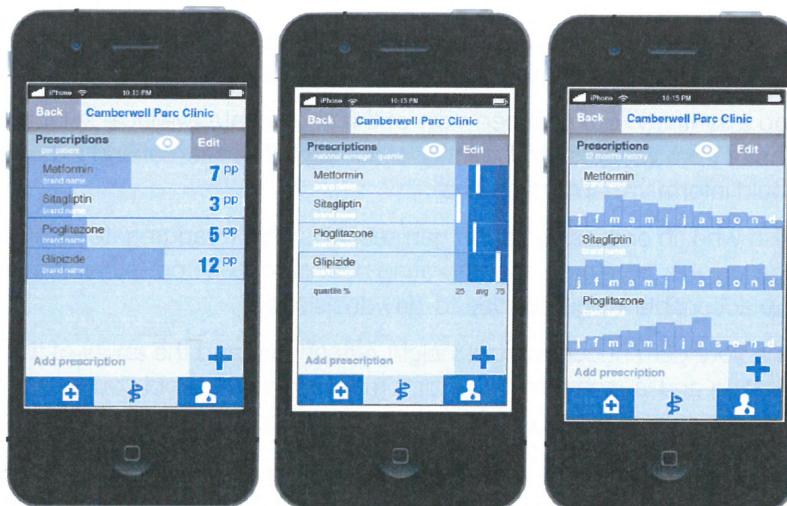 iPhone 10:15 PM
Back Camberwell Parc Clinic
Prescriptions
per patient
Edit
Metformin
brand name
7 pp
Sitagliptin
brand name
3 pp
Pioglitazone
brand name
5 pp
Glipizide
brand name
12 pp
Add prescription
iPhone 10:15 PM
Back Camberwell Parc Clinic
Prescriptions
national average - quartile
Edit
Metformin
brand name
Sitagliptin
brand name
Pioglitazone
brand name
Glipizide
brand name
quartile % 25 avg 75
Add prescription
iPhone 10:15 PM
Back Camberwell Parc Clinic
Prescriptions
12 months history
Edit
Metformin
brand name
j f m a m j j a s o n d
Sitagliptin
brand name
j f m a m j j a s o n d
Pioglitazone
brand name
j f m a m j j a s o n d
Add prescription